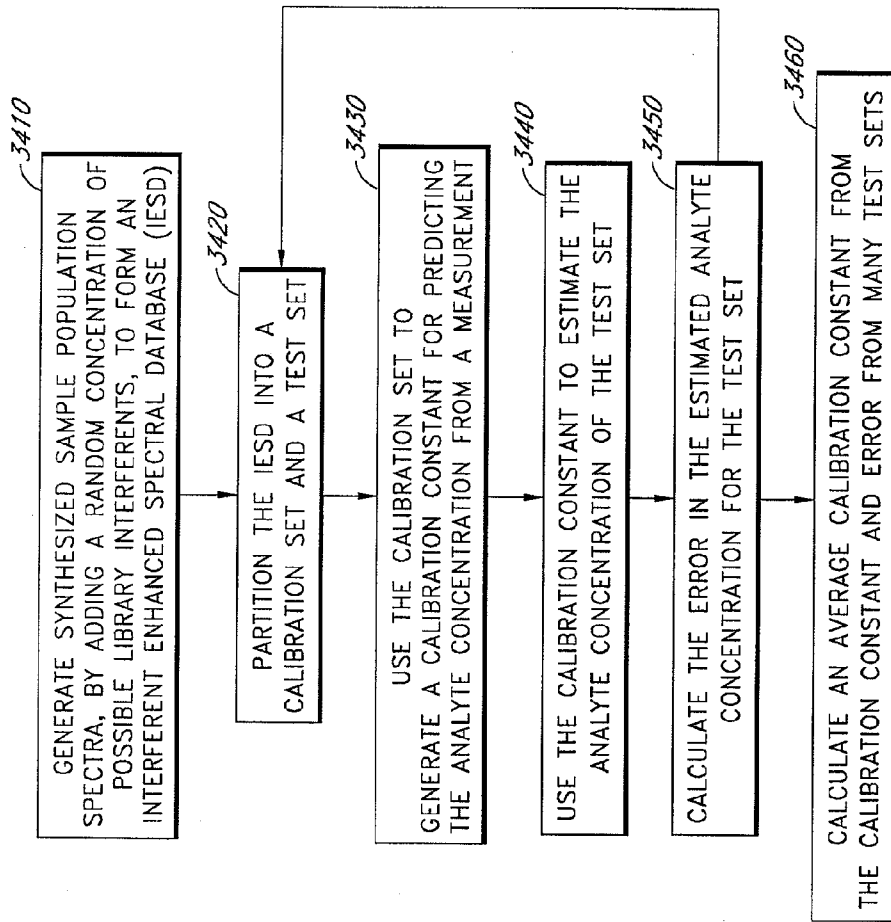 3410
GENERATE SYNTHESIZED SAMPLE POPULATION
SPECTRA, BY ADDING A RANDOM CONCENTRATION OF
POSSIBLE LIBRARY INTERFERENTS, TO FORM AN
INTERFERENT ENHANCED SPECTRAL DATABASE (IESD)
3420
PARTITION THE IESD INTO A
CALIBRATION SET AND A TEST SET
3430
USE THE CALIBRATION SET TO
GENERATE A CALIBRATION CONSTANT FOR PREDICTING
THE ANALYTE CONCENTRATION FROM A MEASUREMENT
3440
USE THE CALIBRATION CONSTANT TO ESTIMATE THE
ANALYTE CONCENTRATION OF THE TEST SET
3450
CALCULATE THE ERROR IN THE ESTIMATED ANALYTE
CONCENTRATION FOR THE TEST SET
3460
CALCULATE AN AVERAGE CALIBRATION CONSTANT FROM
THE CALIBRATION CONSTANT AND ERROR FROM MANY TEST SETS